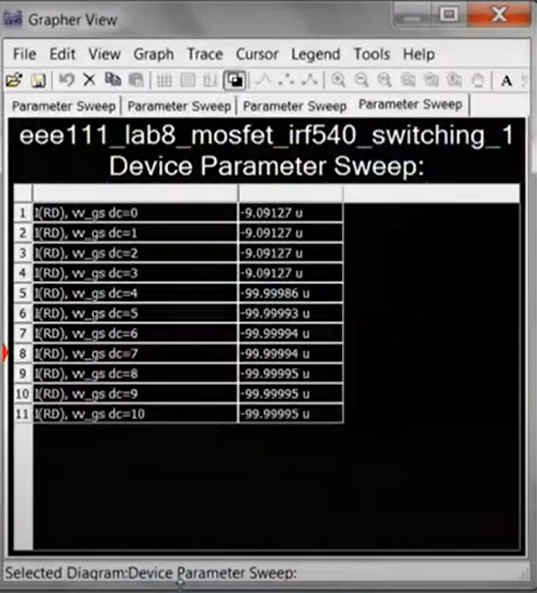 Grapher View
File Edit View Graph Trace Cursor Legend Tools Help
A
Parameter Sweep Parameter Sweep Parameter Sweep Parameter Sweep
eee111_lab8_mosfet_irf540_switching_1
Device Parameter Sweep:
1 I(RD), vv_gs dc=0 -9.09127 u
2 I(RD), vv_gs dc=1 -9.09127 u
3 I(RD), vv_gs dc=2 -9.09127 u
4 I(RD), vv_gs dc=3 -9.09127 u
5 I(RD), vv_gs dc=4 -99.99986 u
6 I(RD), vv_gs dc=5 -99.99993 u
7 I(RD), vv_gs dc=6 -99.99994 u
8 I(RD), vv_gs dc=7 -99.99994 u
9 I(RD), vv_gs dc=8 -99.99995 u
10 I(RD), vv_gs dc=9 -99.99995 u
11 I(RD), vv_gs dc=10 -99.99995 u
Selected Diagram:Device Parameter Sweep: